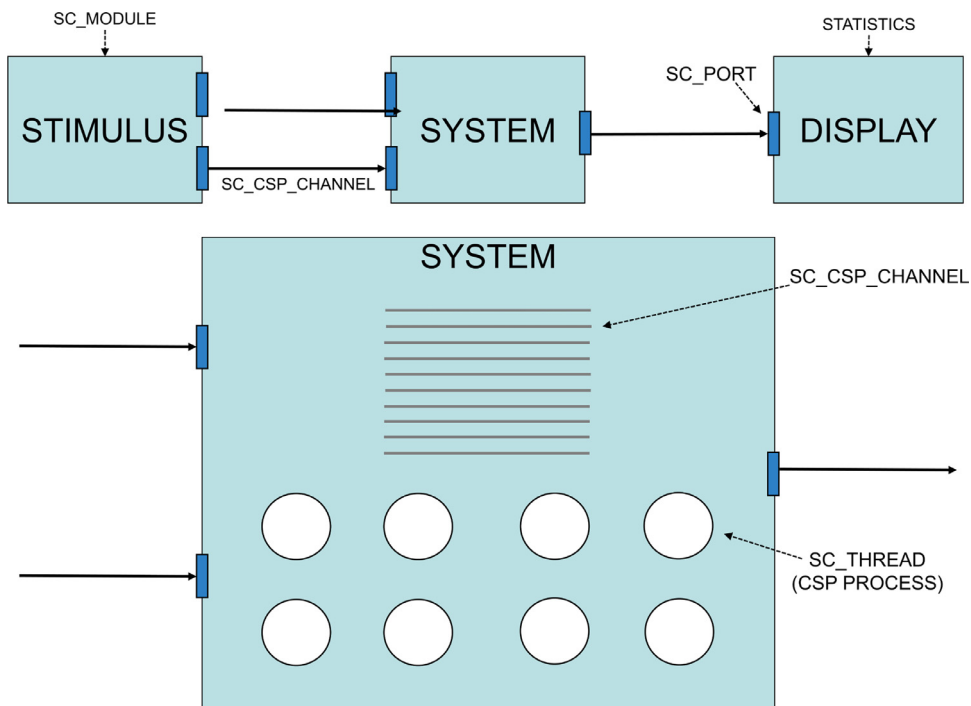 SC_MODULE
STATISTICS
SC_PORT
STIMULUS
SYSTEM
DISPLAY
SC_CSP_CHANNEL
SYSTEM
SC_CSP_CHANNEL
SC_THREAD
(CSP PROCESS)